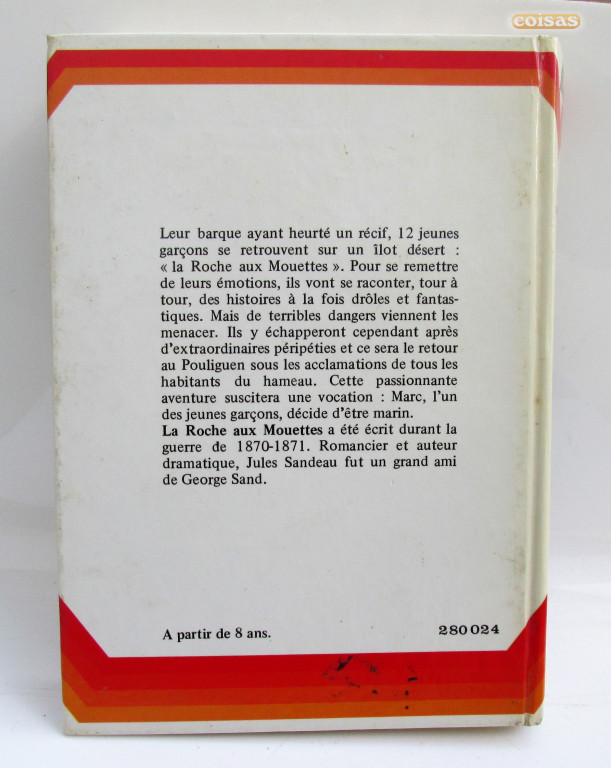 coisas
Leur barque ayant heurté un récif, 12 jeunes
garçons se retrouvent sur un îlot désert :
« la Roche aux Mouettes ». Pour se remettre
de leurs émotions, ils vont se raconter, tour à
tour, des histoires à la fois drôles et fantas-
tiques. Mais de terribles dangers viennent les
menacer. Ils y échapperont cependant après
d'extraordinaires péripéties et ce sera le retour
au Pouliguen sous les acclamations de tous les
habitants du hameau. Cette passionnante
aventure suscitera une vocation : Marc, l'un
des jeunes garçons, décide d'être marin.
La Roche aux Mouettes a été écrit durant la
guerre de 1870-1871. Romancier et auteur
dramatique, Jules Sandeau fut un grand ami
de George Sand.
A partir de 8 ans.
280 024